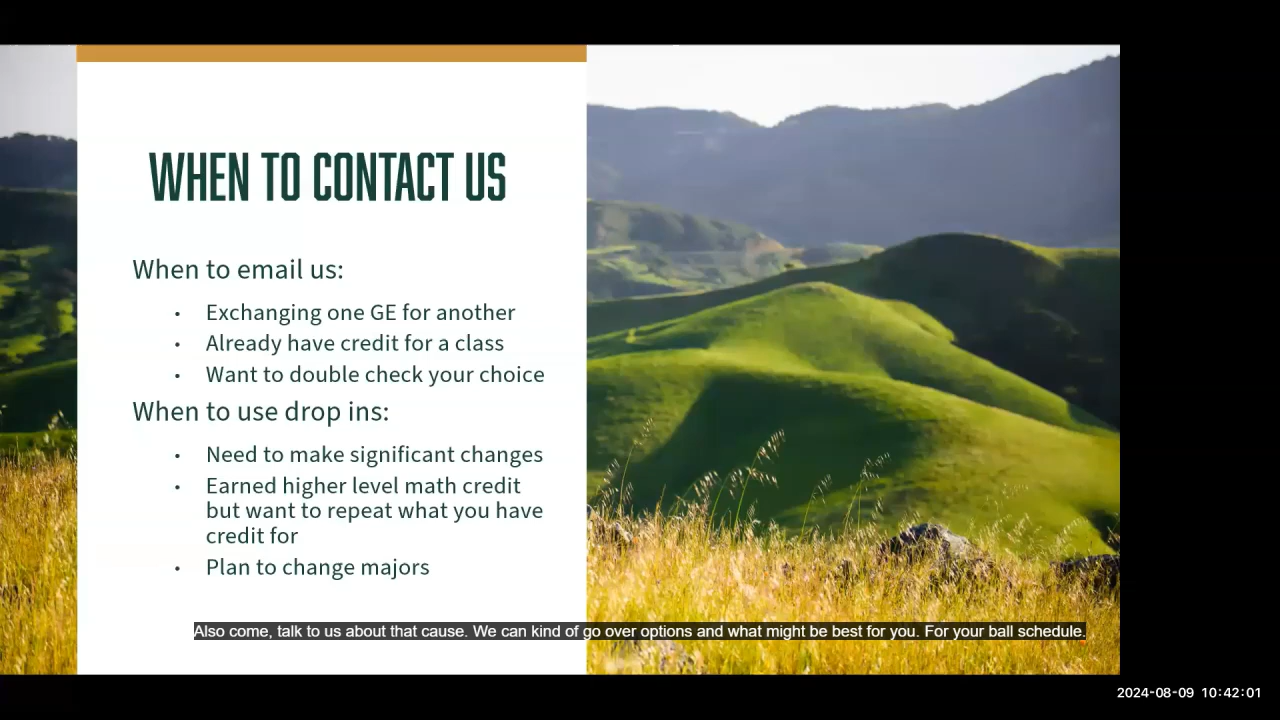 WHEN TO CONTACT US
When to email us:
• Exchanging one GE for another
• Already have credit for a class
• Want to double check your choice
When to use drop ins:
• Need to make significant changes
• Earned higher level math credit
but want to repeat what you have
credit for
• Plan to change majors
Also come, talk to us about that cause. We can kind of go over options and what might be best for you. For your ball schedule.
2024-08-09 10:42:01